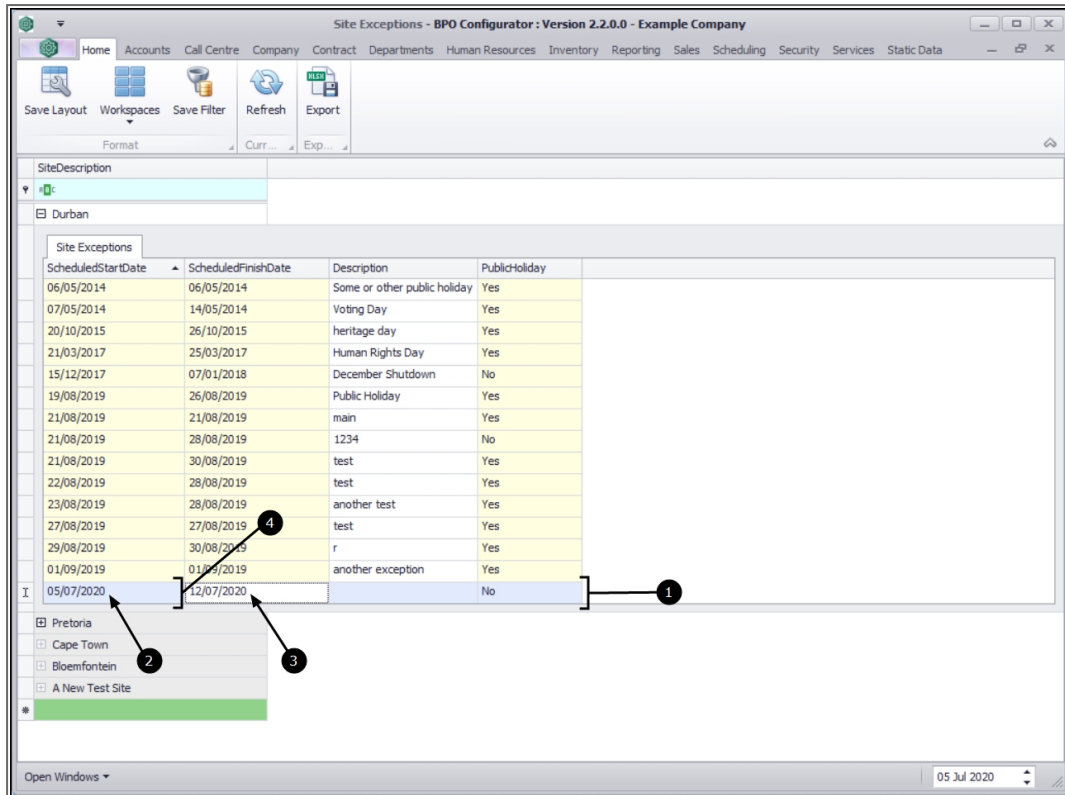 Site Exceptions - BPO Configurator : Version 2.2.0.0 - Example Company
Home Accounts Call Centre Company Contract Departments Human Resources Inventory Reporting Sales Scheduling Security Services Static Data
XLSX
Save Layout Workspaces Save Filter Refresh Export
Format Curr... Exp...
SiteDescription
Durban
Site Exceptions
ScheduledStartDate ScheduledFinishDate Description PublicHoliday
06/05/2014 06/05/2014 Some or other public holiday Yes
07/05/2014 14/05/2014 Voting Day Yes
20/10/2015 26/10/2015 heritage day Yes
21/03/2017 25/03/2017 Human Rights Day Yes
15/12/2017 07/01/2018 December Shutdown No
19/08/2019 26/08/2019 Public Holiday Yes
21/08/2019 21/08/2019 main Yes
21/08/2019 28/08/2019 1234 No
21/08/2019 30/08/2019 test Yes
22/08/2019 28/08/2019 test Yes
23/08/2019 28/08/2019 another test Yes
27/08/2019 27/08/2019 test Yes
4
29/08/2019 30/08/2019 r Yes
01/09/2019 01/09/2019 another exception Yes
05/07/2020 12/07/2020 No
1
Pretoria
Cape Town
2 3
Bloemfontein
A New Test Site
Open Windows 05 Jul 2020